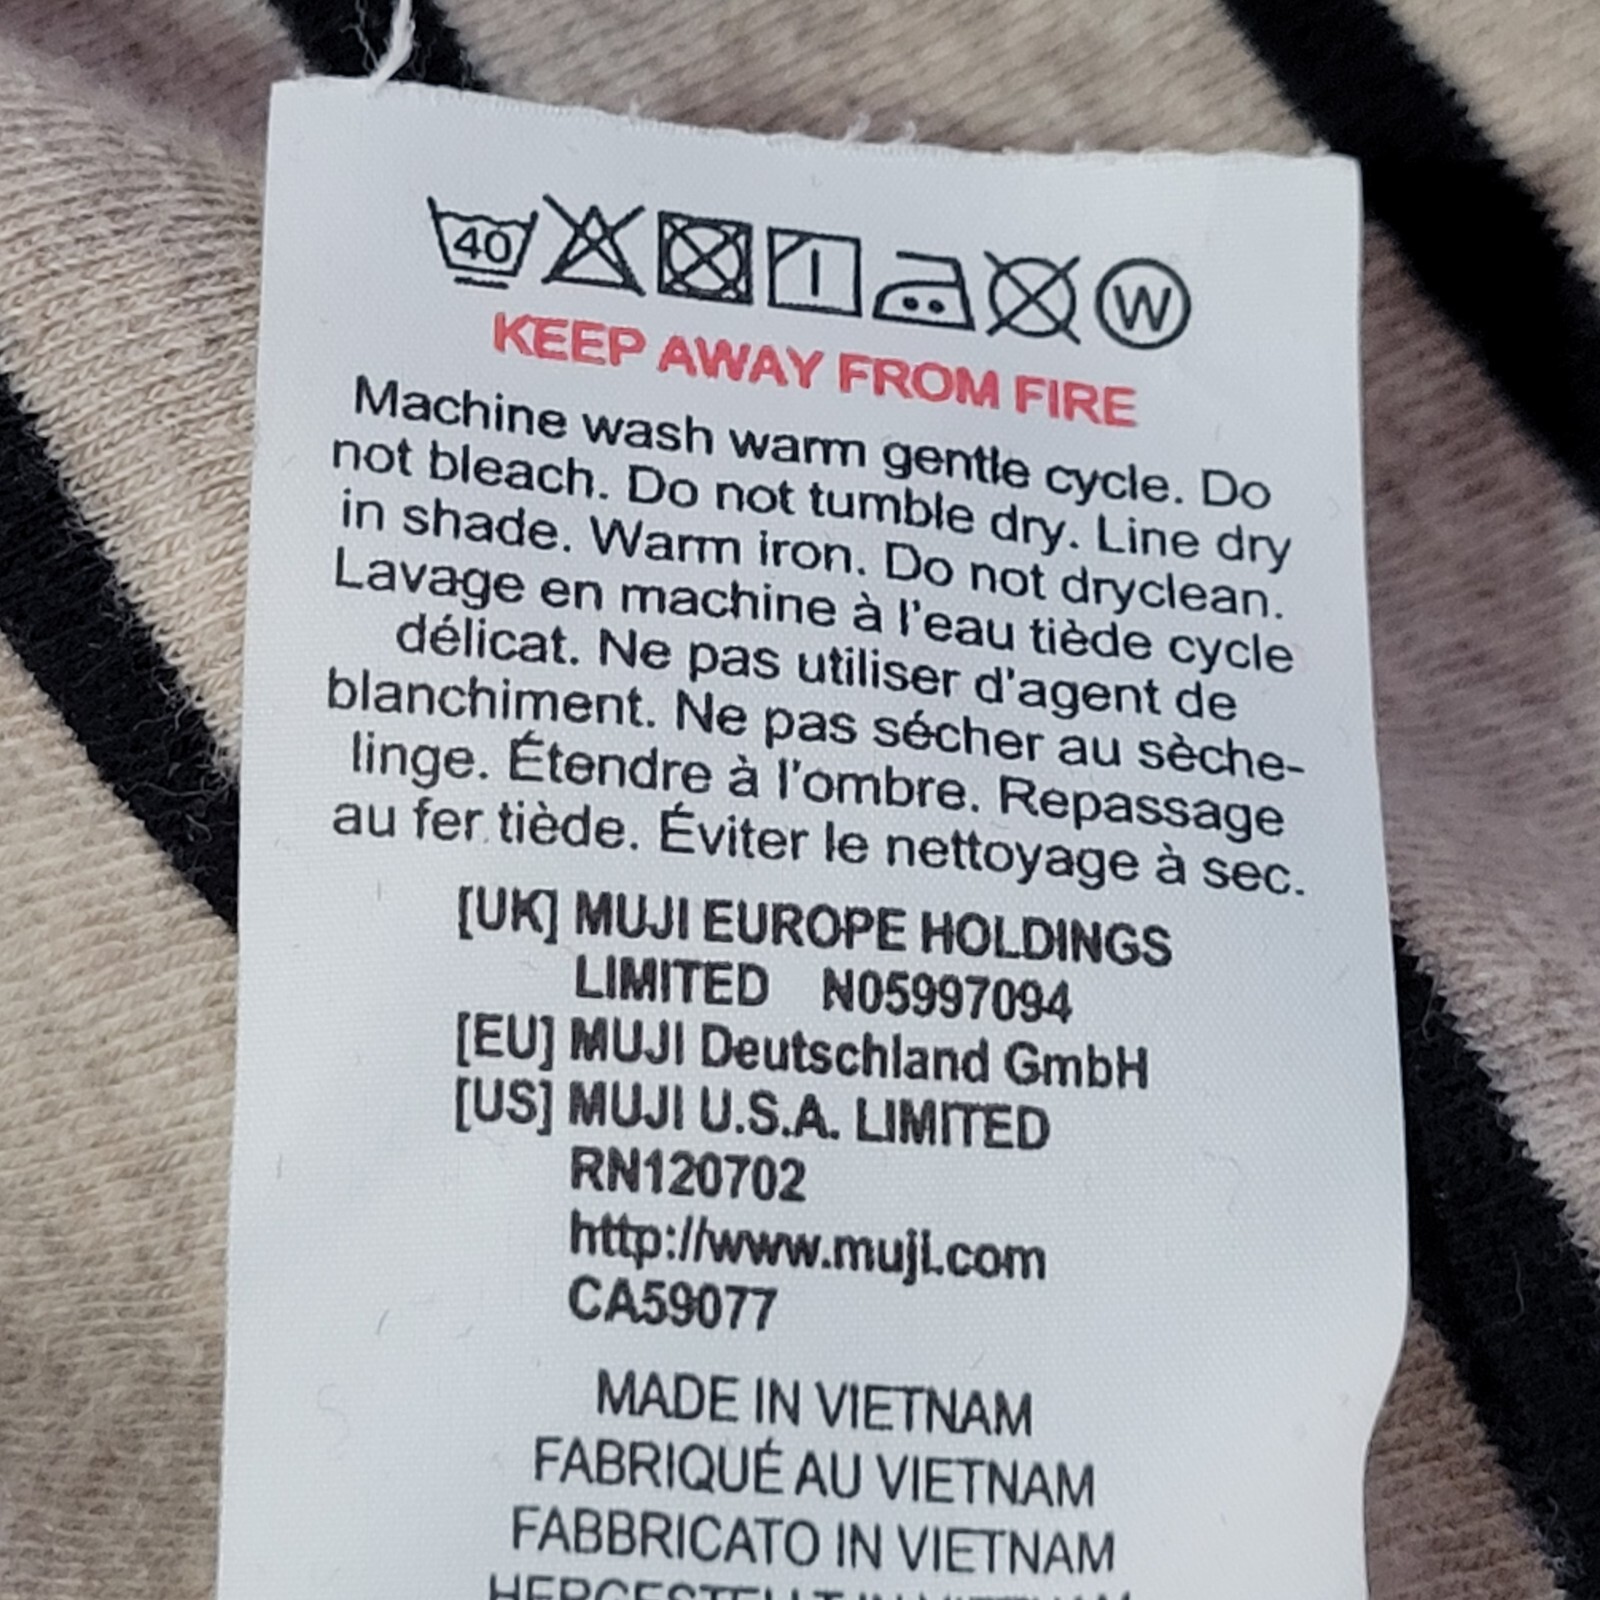 40 W
KEEP AWAY FROM FIRE
Machine wash warm gentle cycle. Do
not bleach. Do not tumble dry. Line dry
in shade. Warm iron. Do not dryclean.
Lavage en machine à l'eau tiède cycle
délicat. Ne pas utiliser d'agent de
blanchiment. Ne pas sécher au sèche-
linge. Étendre à l'ombre. Repassage
au fer tiède. Éviter le nettoyage à sec.
[UK] MUJI EUROPE HOLDINGS
LIMITED N05997094
[EU] MUJI Deutschland GmbH
[US] MUJI U.S.A. LIMITED
RN120702
http://www.muji.com
CA59077
MADE IN VIETNAM
FABRIQUÉ AU VIETNAM
FABBRICATO IN VIETNAM
HERGESTELLT IN VIETNAM